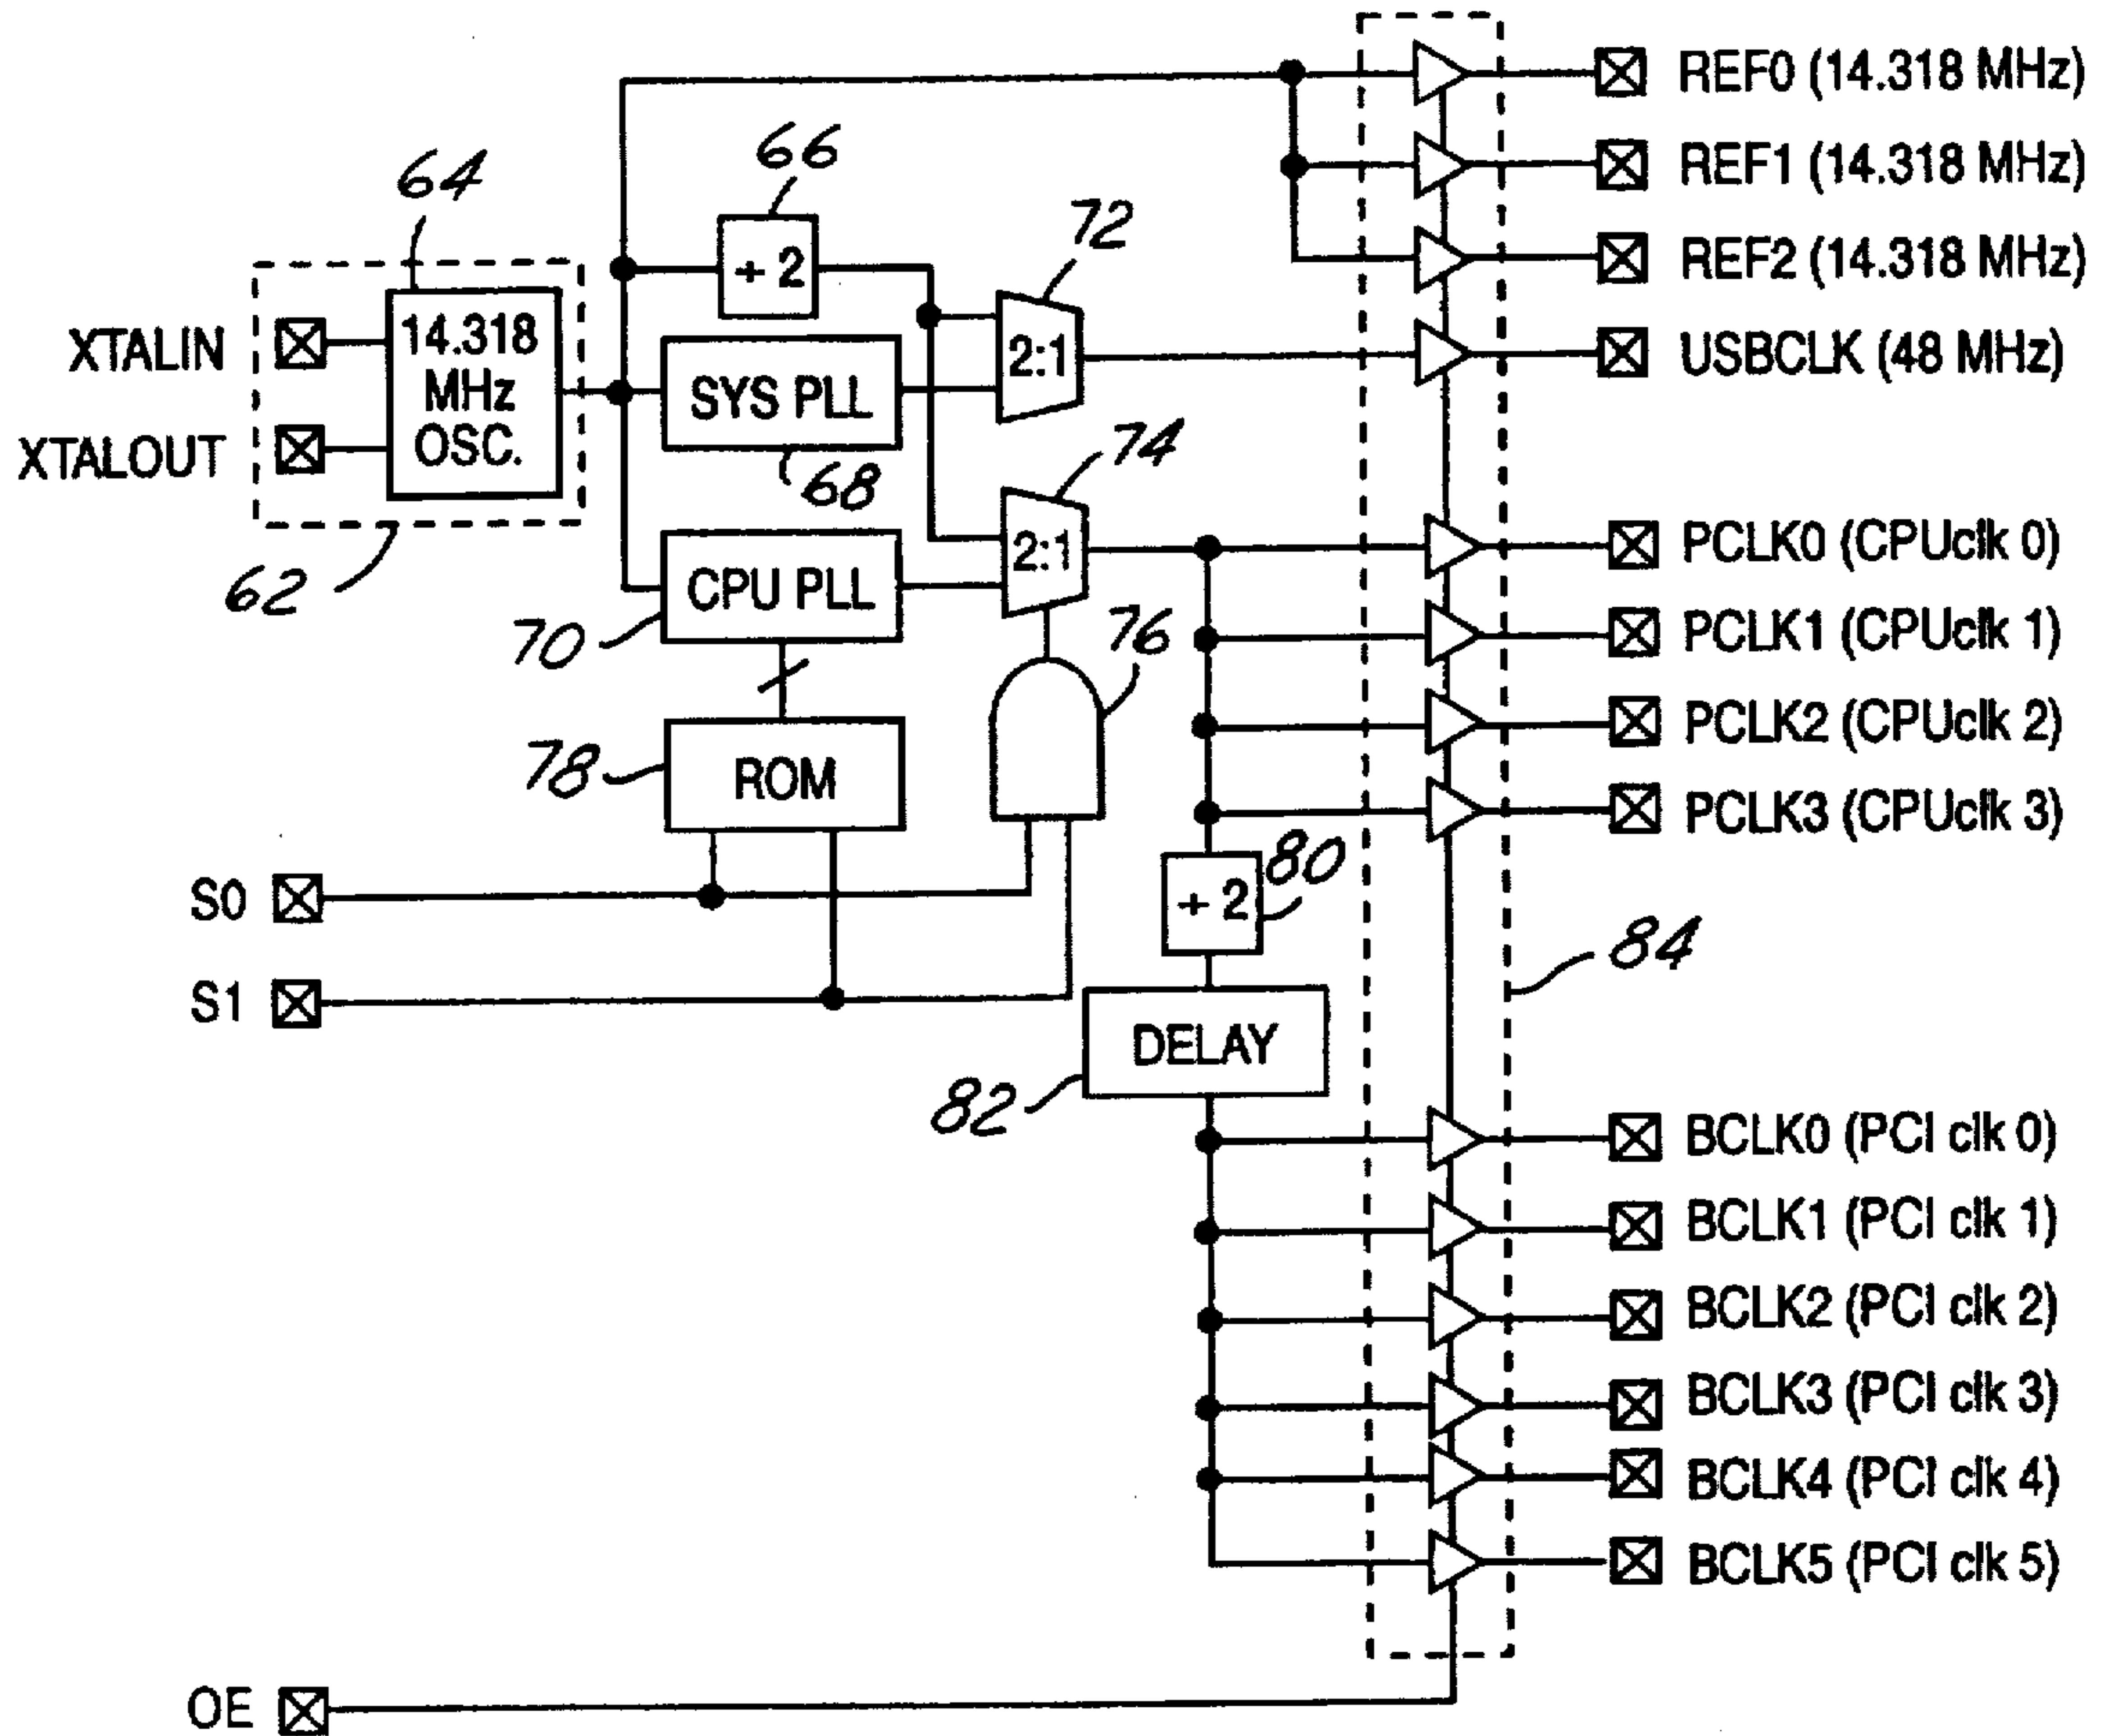 REF0 (14.318 MHz)
66
REF1 (14.318 MHz)
64
72
REF2 (14.318 MHz)
+ 2
XTALIN
14.318
MHz
OSC.
2:1
USBCLK (48 MHz)
SYS PLL
XTALOUT
68
74
62
CPU PLL
2:1
PCLK0 (CPUclk 0)
70
76
PCLK1 (CPUclk 1)
PCLK2 (CPUclk 2)
78
ROM
PCLK3 (CPUclk 3)
80
S0
+ 2
84
S1
DELAY
82
BCLK0 (PCI clk 0)
BCLK1 (PCI clk 1)
BCLK2 (PCI clk 2)
BCLK3 (PCI clk 3)
BCLK4 (PCI clk 4)
BCLK5 (PCI clk 5)
OE